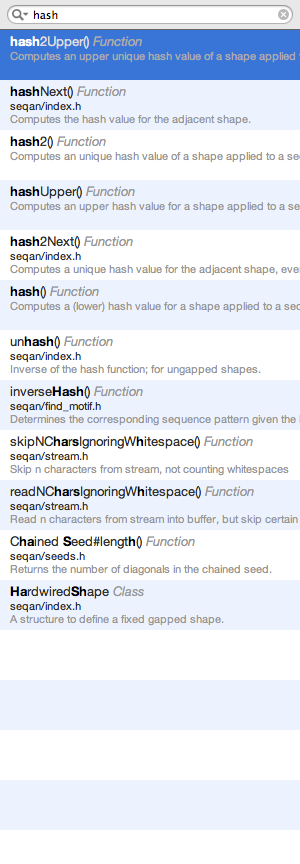 hash
hash2Upper() Function
Computes an upper unique hash value of a shape applied
hashNext() Function
seqan/index.h
Computes the hash value for the adjacent shape.
hash2() Function
Computes an unique hash value of a shape applied to a se
hashUpper() Function
Computes an upper hash value for a shape applied to a se
hash2Next() Function
seqan/index.h
Computes a unique hash value for the adjacent shape, eve
hash() Function
Computes a (lower) hash value for a shape applied to a sec
unhash() Function
seqan/index.h
Inverse of the hash function; for ungapped shapes.
inverseHash() Function
seqan/find_motif.h
Determines the corresponding sequence pattern given the
skipNCharsIgnoringWhitespace() Function
seqan/stream.h
Skip n characters from stream, not counting whitespaces
readNCharsIgnoringWhitespace() Function
seqan/stream.h
Read n characters from stream into buffer, but skip certain
Chained Seed#length() Function
seqan/seeds.h
Returns the number of diagonals in the chained seed.
HardwiredShape Class
seqan/index.h
A structure to define a fixed gapped shape.